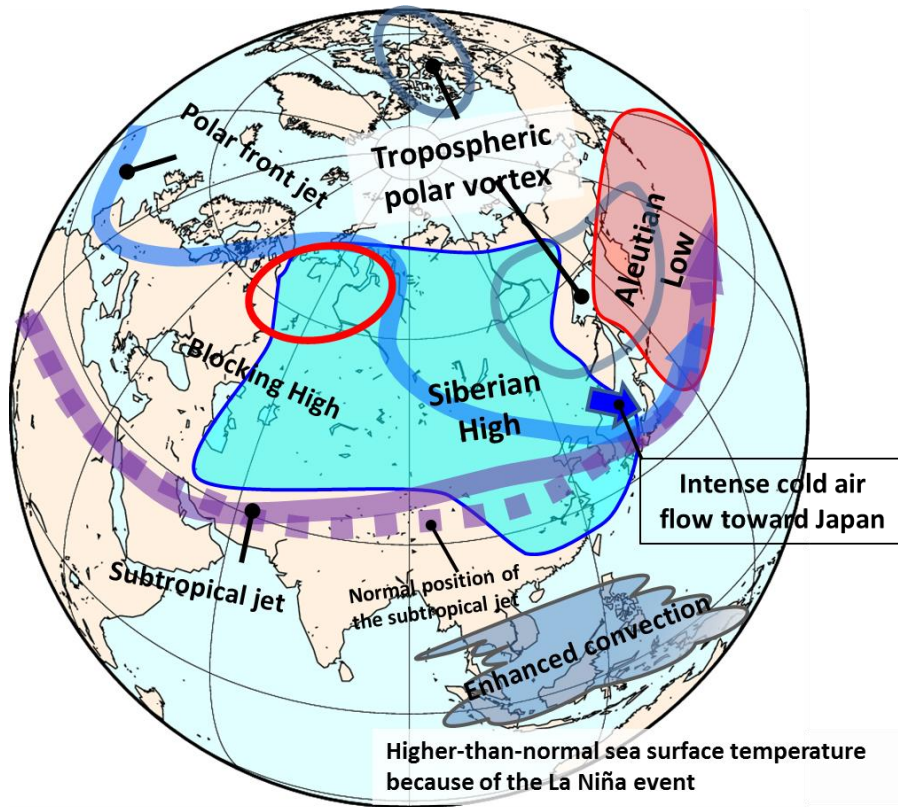 Polar front jet
Tropospheric
polar vortex
Aleutian
Low
Blocking High
Siberian
High
Intense cold air
flow toward Japan
Subtropical jet
Normal position of
the subtropical jet
Enhanced convection
Higher-than-normal sea surface temperature
because of the La Niña event